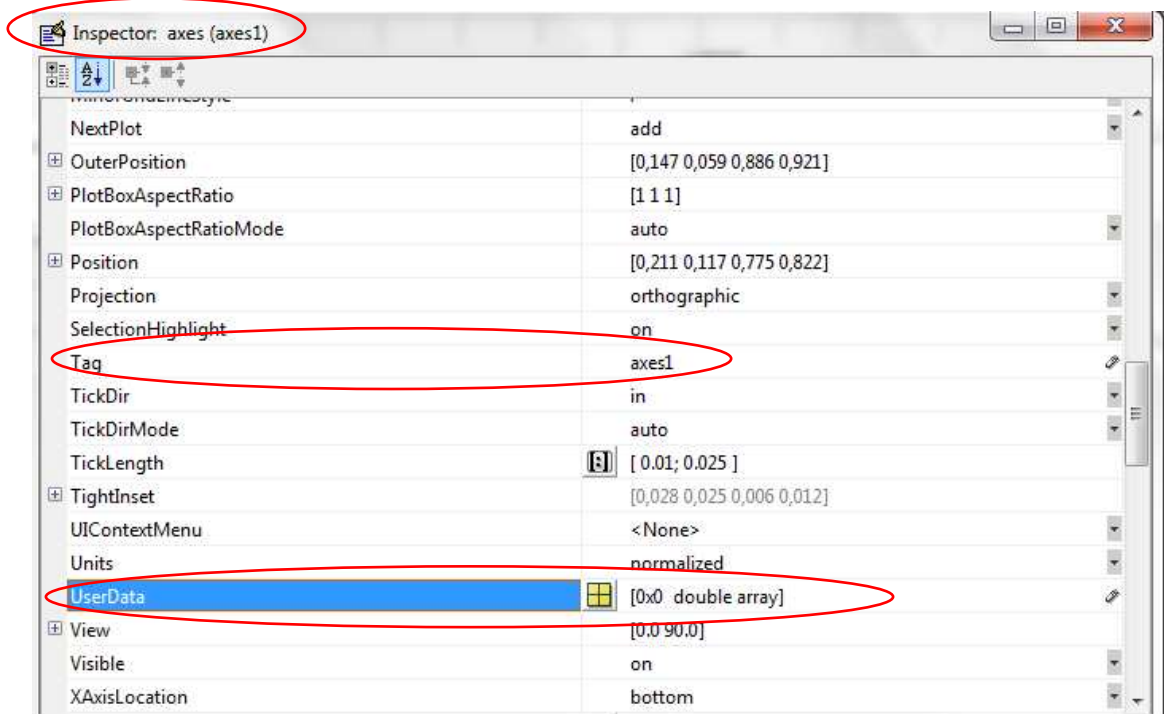 Inspector: axes (axes1)
NextPlot add
OuterPosition [0,147 0,059 0,886 0,921]
PlotBoxAspectRatio [1 1 1]
PlotBoxAspectRatioMode auto
Position [0,211 0,117 0,775 0,822]
Projection orthographic
SelectionHighlight on
Tag axes1
TickDir in
TickDirMode auto
TickLength [ 0.01; 0.025 ]
TightInset [0,028 0,025 0,006 0,012]
UIContextMenu <None>
Units normalized
UserData [0x0 double array]
View [0.0 90.0]
Visible on
XAxisLocation bottom